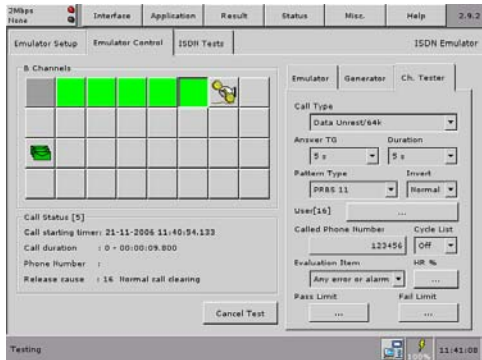 2Mbps
None
Interface
Application
Result
Status
Misc.
Help
2.9.2
Emulator Setup
Emulator Control
ISDN Tests
ISDN Emulator
B Channels
Call Status [5]
Call starting timer: 21-11-2006 11:40:54.133
Call duration : 0 - 00:00:09.800
Phone Number :
Release cause : 16 Normal call clearing
Cancel Test
Emulator
Generator
Ch. Tester
Call Type
Data Unrest/64k
Answer TG
Duration
5 s
5 s
Pattern Type
Invert
PRBS 11
Normal
User[16]
...
Called Phone Number
Cycle List
123456
Off
Evaluation Item
HR %
Any error or alarm
...
Pass Limit
Fail Limit
...
...
Testing
100%
11:41:08